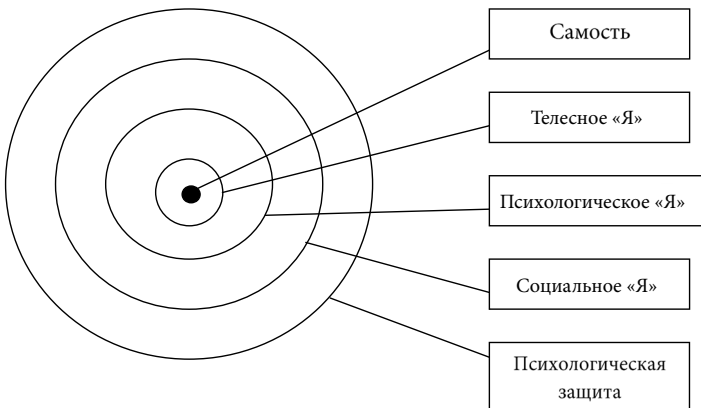 Самость
Телесное «Я»
Психологическое «Я»
Социальное «Я»
Психологическая
защита